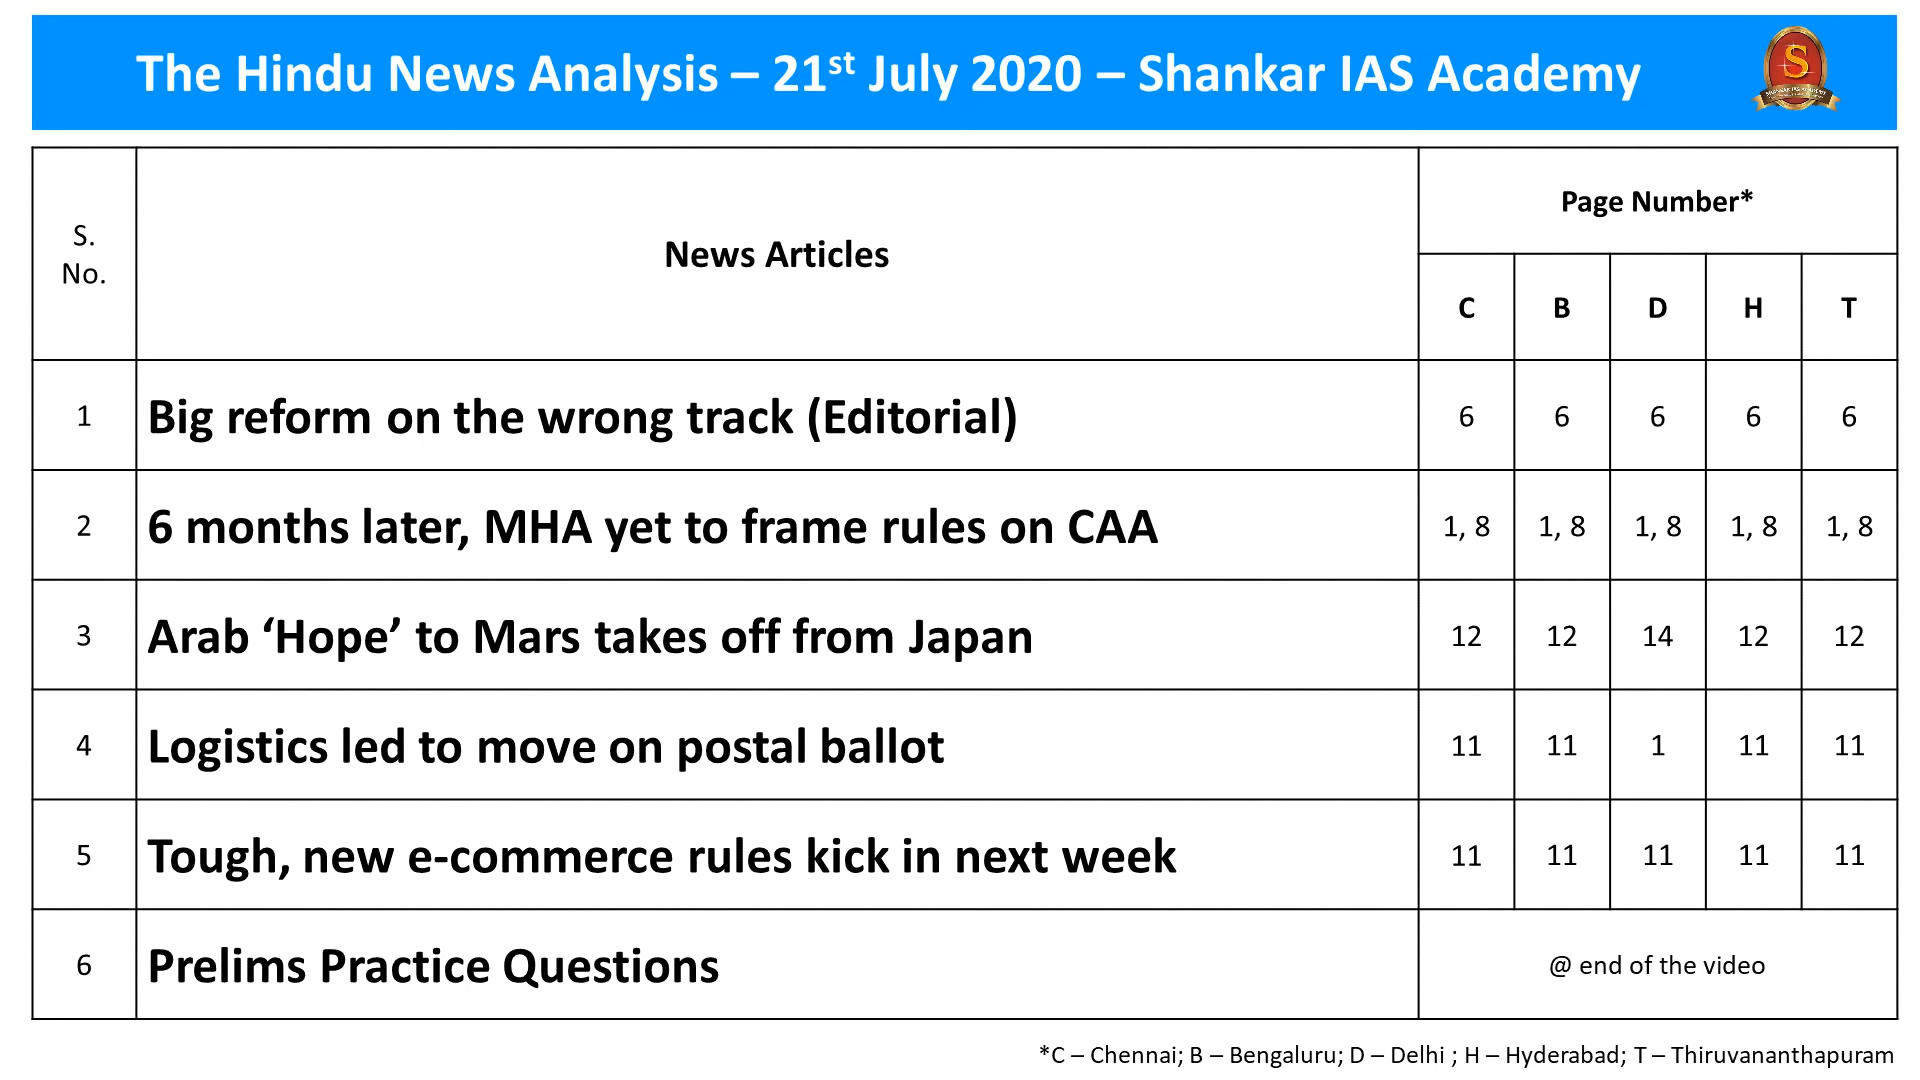 The Hindu News Analysis – 21st July 2020 – Shankar IAS Academy
S
SHANKAR IAS ACADEMY
S. No.
News Articles
Page Number*
C B D H T
1 Big reform on the wrong track (Editorial) 6 6 6 6 6
2 6 months later, MHA yet to frame rules on CAA 1, 8 1, 8 1, 8 1, 8 1, 8
3 Arab ‘Hope’ to Mars takes off from Japan 12 12 14 12 12
4 Logistics led to move on postal ballot 11 11 1 11 11
5 Tough, new e-commerce rules kick in next week 11 11 11 11 11
6 Prelims Practice Questions @ end of the video
*C – Chennai; B – Bengaluru; D – Delhi ; H – Hyderabad; T – Thiruvananthapuram